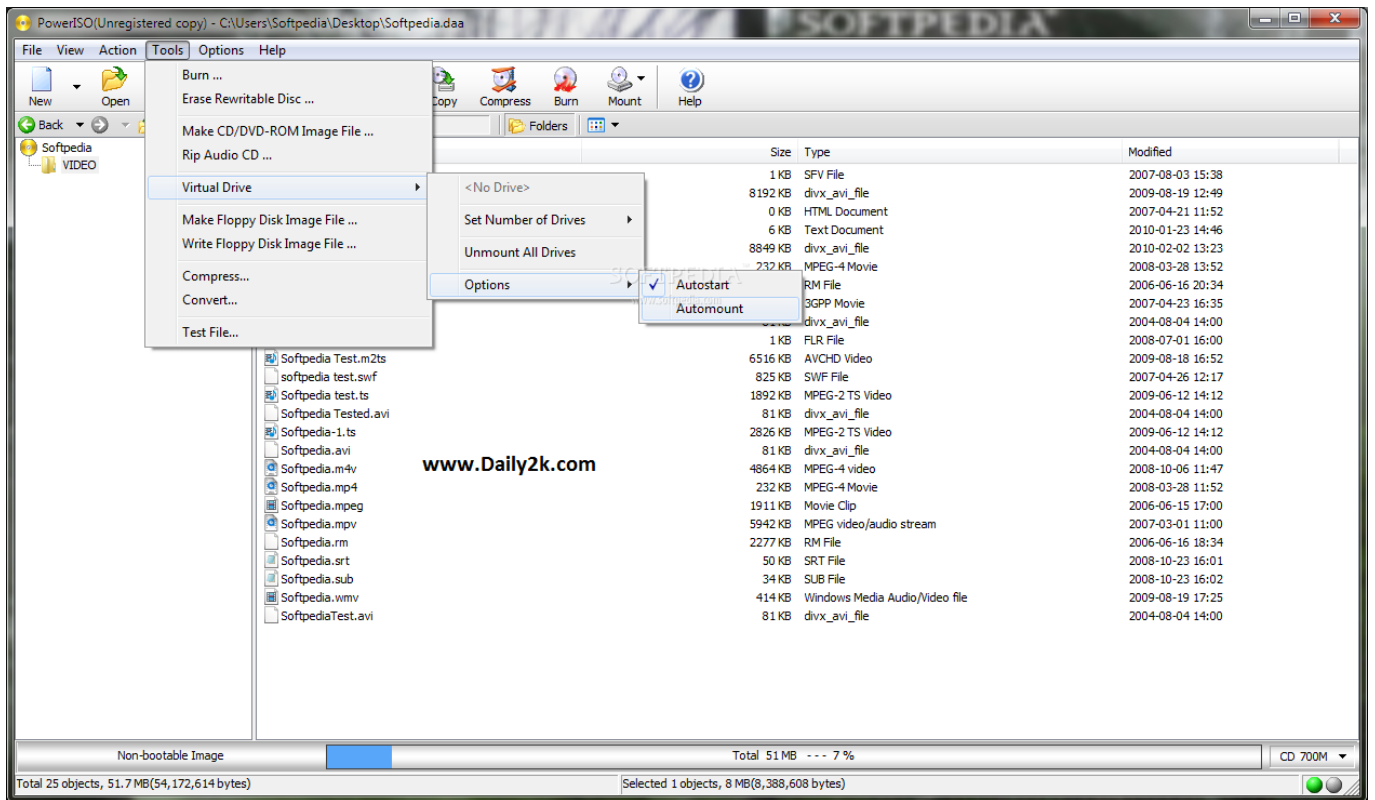 SOFTPEDIA
PowerISO(Unregistered copy) - C:\Users\Softpedia\Desktop\Softpedia.daa
File View Action Tools Options Help
New Open Copy Compress Burn Mount Help
Back Folders
Burn ...
Erase Rewritable Disc ...
Make CD/DVD-ROM Image File ...
Rip Audio CD ...
Virtual Drive
Make Floppy Disk Image File ...
Write Floppy Disk Image File ...
Compress...
Convert...
Test File...
<No Drive>
Set Number of Drives
Unmount All Drives
Options
Autostart
Automount
Softpedia
VIDEO
Size Type Modified
1 KB SFV File 2007-08-03 15:38
8192 KB divx_avi_file 2009-08-19 12:49
0 KB HTML Document 2007-04-21 11:52
6 KB Text Document 2010-01-23 14:46
8849 KB divx_avi_file 2010-02-02 13:23
232 KB MPEG-4 Movie 2008-03-28 13:52
RM File 2006-06-16 20:34
3GPP Movie 2007-04-23 16:35
divx_avi_file 2004-08-04 14:00
1 KB FLR File 2008-07-01 16:00
Softpedia Test.m2ts 6516 KB AVCHD Video 2009-08-18 16:52
softpedia test.swf 825 KB SWF File 2007-04-26 12:17
Softpedia test.ts 1892 KB MPEG-2 TS Video 2009-06-12 14:12
Softpedia Tested.avi 81 KB divx_avi_file 2004-08-04 14:00
Softpedia-1.ts 2826 KB MPEG-2 TS Video 2009-06-12 14:12
Softpedia.avi 81 KB divx_avi_file 2004-08-04 14:00
Softpedia.m4v 4864 KB MPEG-4 video 2008-10-06 11:47
Softpedia.mp4 232 KB MPEG-4 Movie 2008-03-28 11:52
Softpedia.mpeg 1911 KB Movie Clip 2006-06-15 17:00
Softpedia.mpv 5942 KB MPEG video/audio stream 2007-03-01 11:00
Softpedia.rm 2277 KB RM File 2006-06-16 18:34
Softpedia.srt 50 KB SRT File 2008-10-23 16:01
Softpedia.sub 34 KB SUB File 2008-10-23 16:02
Softpedia.wmv 414 KB Windows Media Audio/Video file 2009-08-19 17:25
SoftpediaTest.avi 81 KB divx_avi_file 2004-08-04 14:00
SOFTPEDIA
www.softpedia.com
www.Daily2k.com
Non-bootable Image Total 51 MB --- 7 % CD 700M
Total 25 objects, 51.7 MB(54,172,614 bytes) Selected 1 objects, 8 MB(8,388,608 bytes)